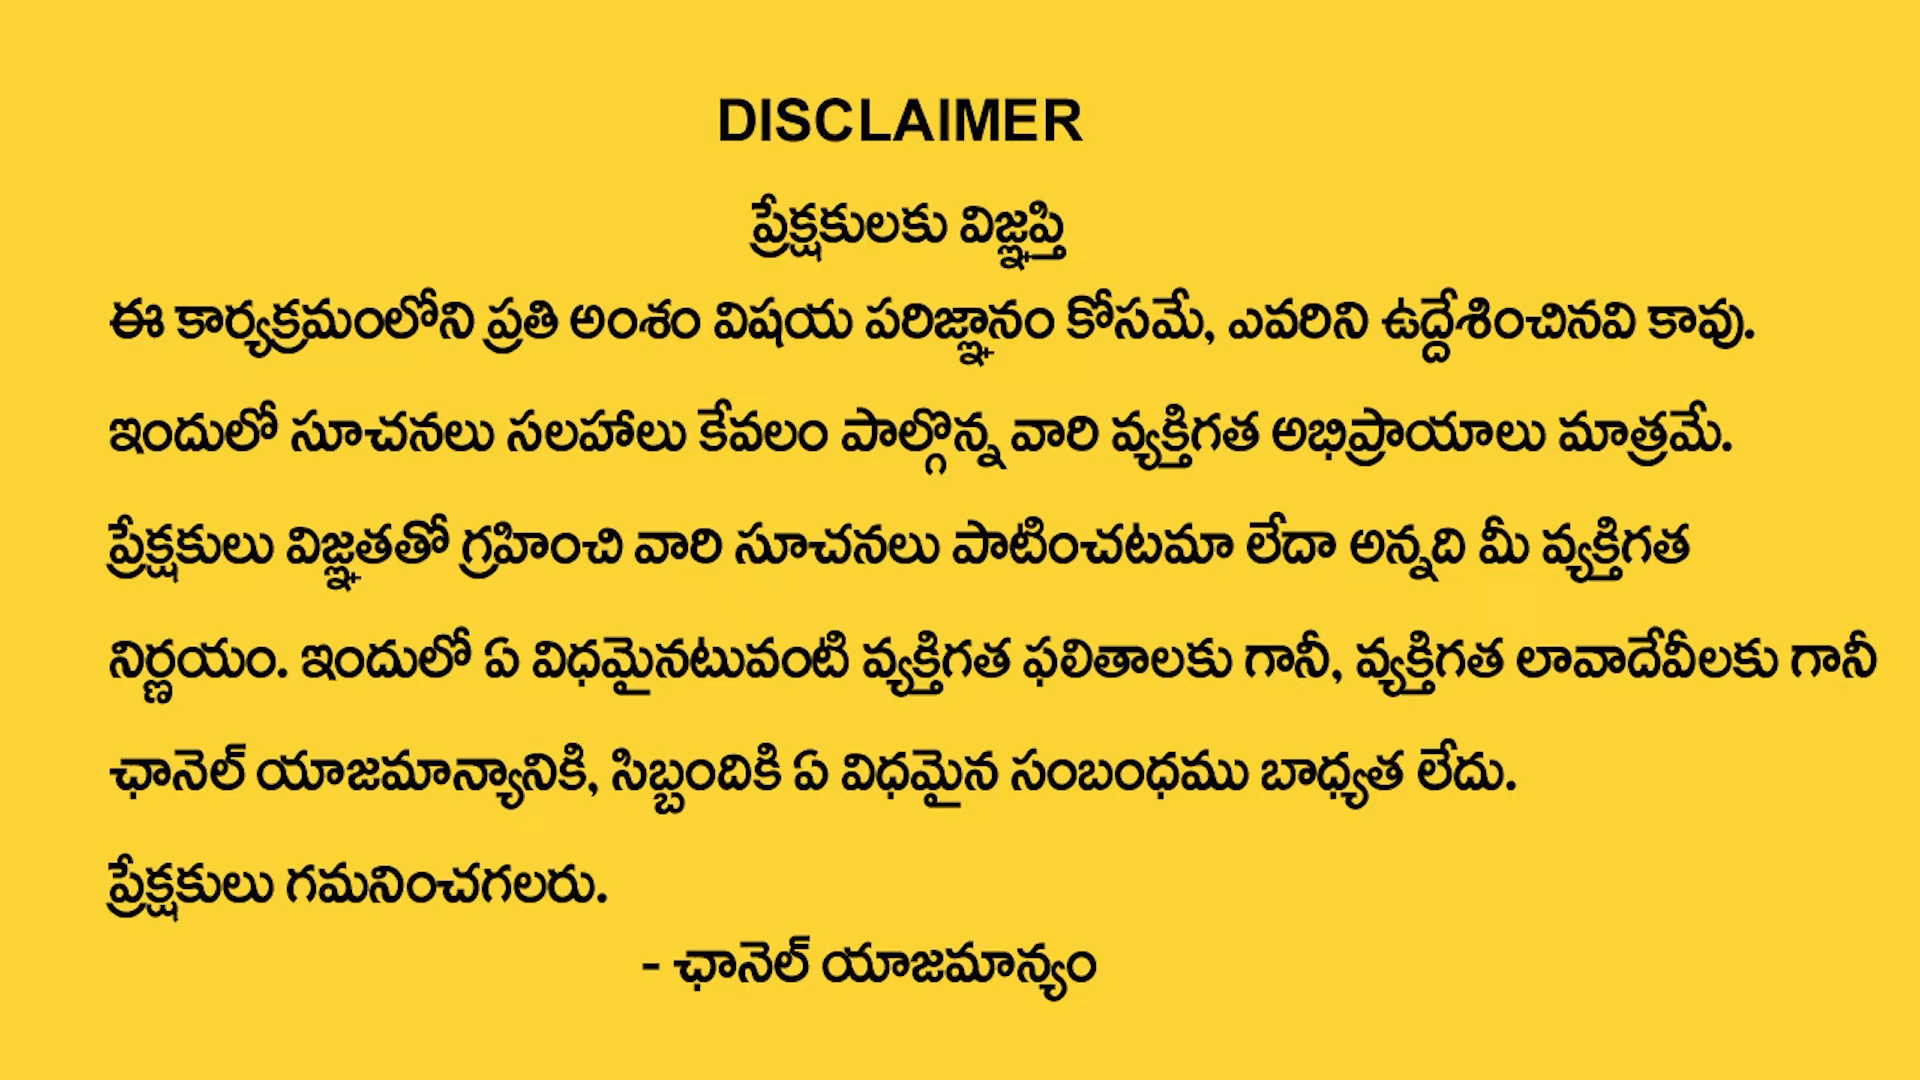 DISCLAIMER
ప్రేక్షకులకు విజ్ఞప్తి
ఈ కార్యక్రమంలోని ప్రతి అంశం విషయ పరిజ్ఞానం కోసమే, ఎవరిని ఉద్దేశించినవి కావు.
ఇందులో సూచనలు సలహాలు కేవలం పాల్గొన్న వారి వ్యక్తిగత అభిప్రాయాలు మాత్రమే.
ప్రేక్షకులు విజ్ఞతతో గ్రహించి వారి సూచనలు పాటించటమా లేదా అన్నది మీ వ్యక్తిగత
నిర్ణయం. ఇందులో ఏ విధమైనటువంటి వ్యక్తిగత ఫలితాలకు గానీ, వ్యక్తిగత లావాదేవీలకు గానీ
ఛానెల్ యాజమాన్యానికి, సిబ్బందికి ఏ విధమైన సంబంధము బాధ్యత లేదు.
ప్రేక్షకులు గమనించగలరు.
- ఛానెల్ యాజమాన్యం